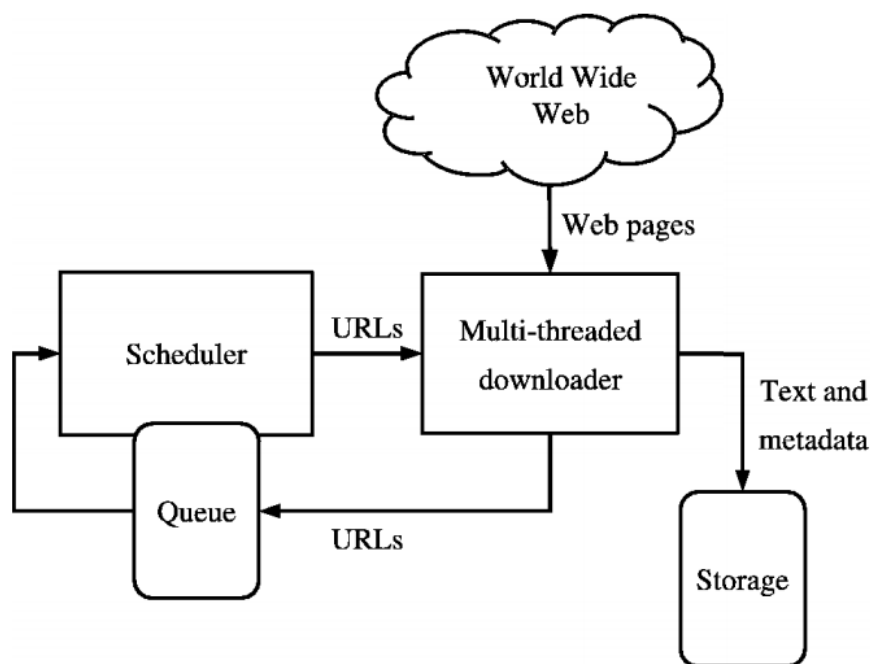 World Wide
Web
Web pages
URLs
Scheduler
Multi-threaded
downloader
Text and
metadata
Queue
URLs
Storage